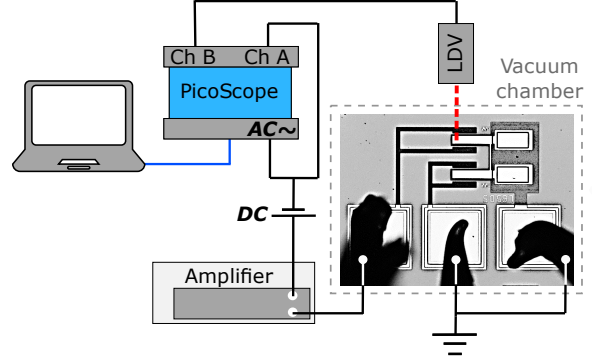 Ch B
Ch A
PicoScope
AC~
LDV
Vacuum
chamber
DC
Amplifier